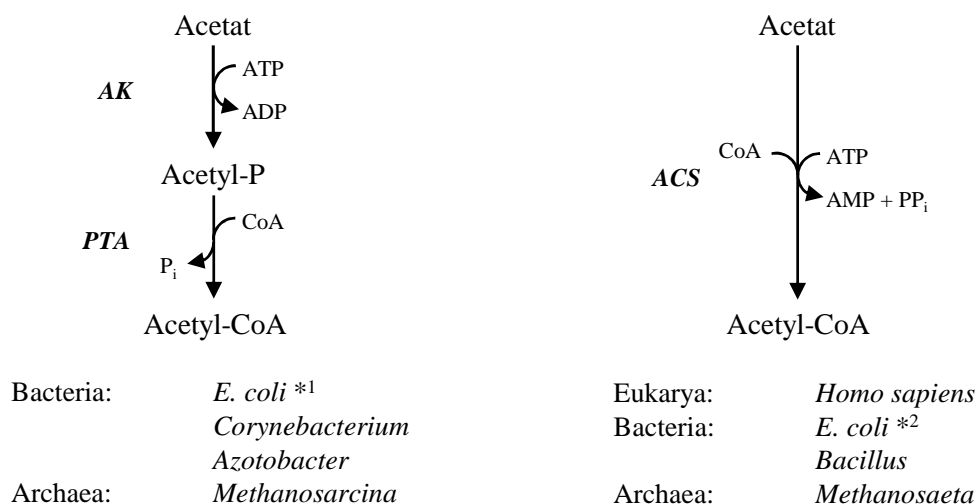 Acetat
ATP
AK
ADP
Acetyl-P
CoA
PTA
Pi
Acetyl-CoA
Bacteria: E. coli *1
Corynebacterium
Azotobacter
Archaea: Methanosarcina
Acetat
CoA ATP
ACS
AMP + PPi
Acetyl-CoA
Eukarya: Homo sapiens
Bacteria: E. coli *2
Bacillus
Archaea: Methanosaeta